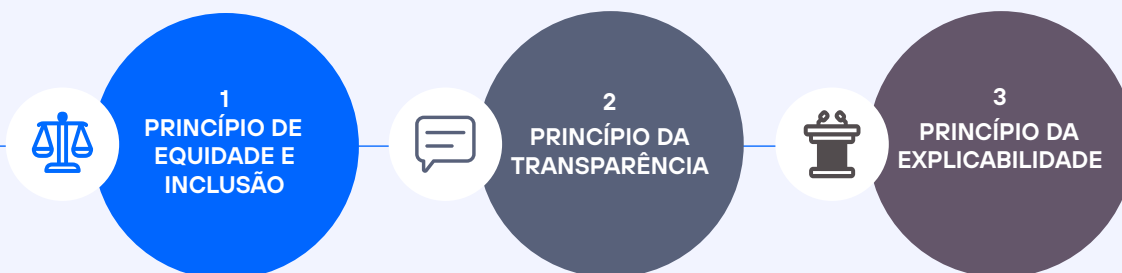 1
PRINCÍPIO DE
EQUIDADE E
INCLUSÃO
2
PRINCÍPIO DA
TRANSPARÊNCIA
3
PRINCÍPIO DA
EXPLICABILIDADE